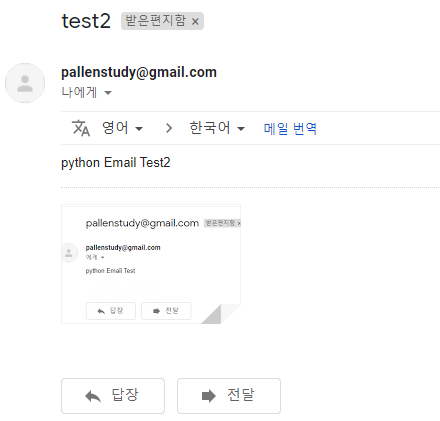 test2 받은편지함 ×
pallenstudy@gmail.com
나에게
영어 > 한국어 메일 번역
python Email Test2
pallenstudy@gmail.com 받은편지함 ×
pallenstudy@gmail.com
에게
python Email Test
답장 전달
답장 전달